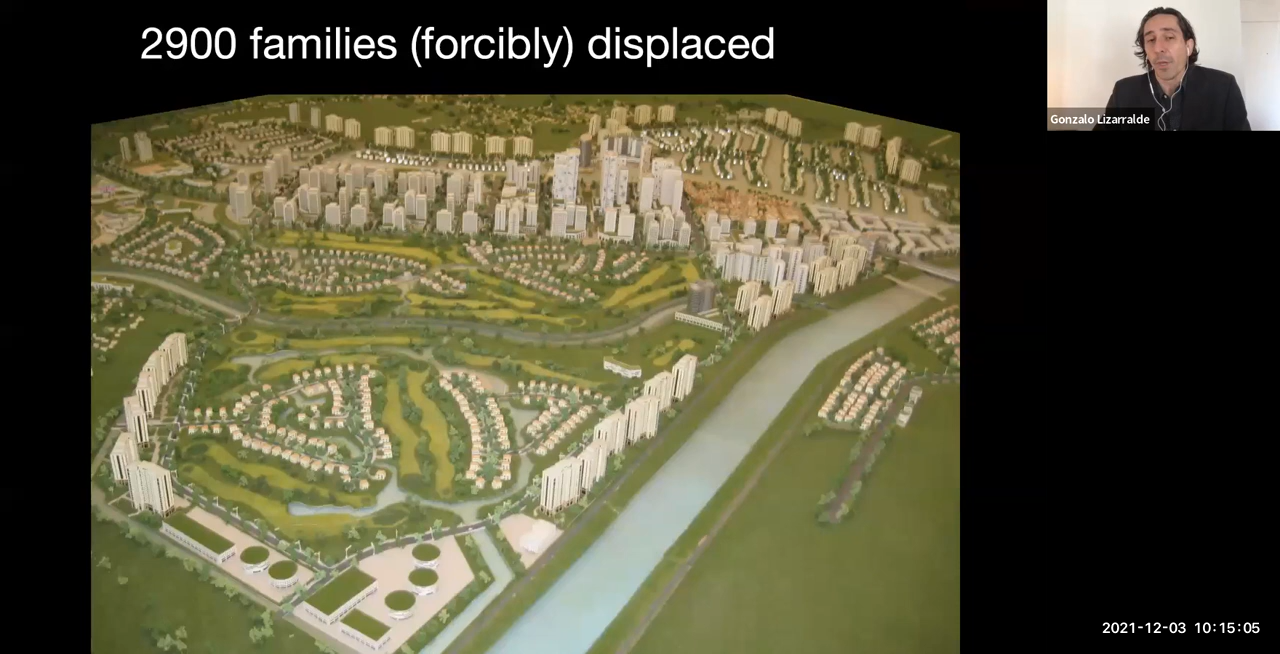 2900 families (forcibly) displaced
Gonzalo Lizarralde
2021-12-03 10:15:05